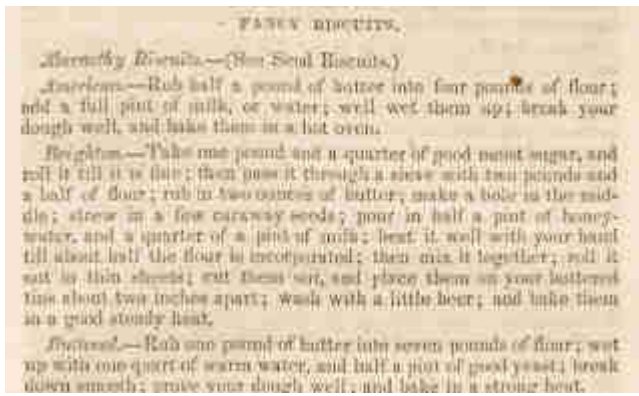 FANCY BISCUITS.
Abernethy Biscuits.—(See Seed Biscuits.)
American.—Rub half a pound of butter into four pounds of flour;
add a full pint of milk, or water; well wet them up; break your
dough well, and bake them in a hot oven.
Brighton.—Take one pound and a quarter of good moist sugar, and
roll it till it is fine; then pass it through a sieve with two pounds and
a half of flour; rub in two ounces of butter; make a hole in the mid-
dle; strew in a few caraway seeds; pour in half a pint of honey-
water, and a quarter of a pint of milk; beat it well with your hand
till about half the flour is incorporated; then mix it together; roll it
out in thin sheets; cut them out, and place them on your buttered
tins about two inches apart; wash with a little beer; and bake them
in a good steady heat.
Rub one pound of butter into seven pounds of flour; wet
up with one quart of warm water, and half a pint of good yeast; break
down smooth; prove your dough well; and bake in a strong heat.